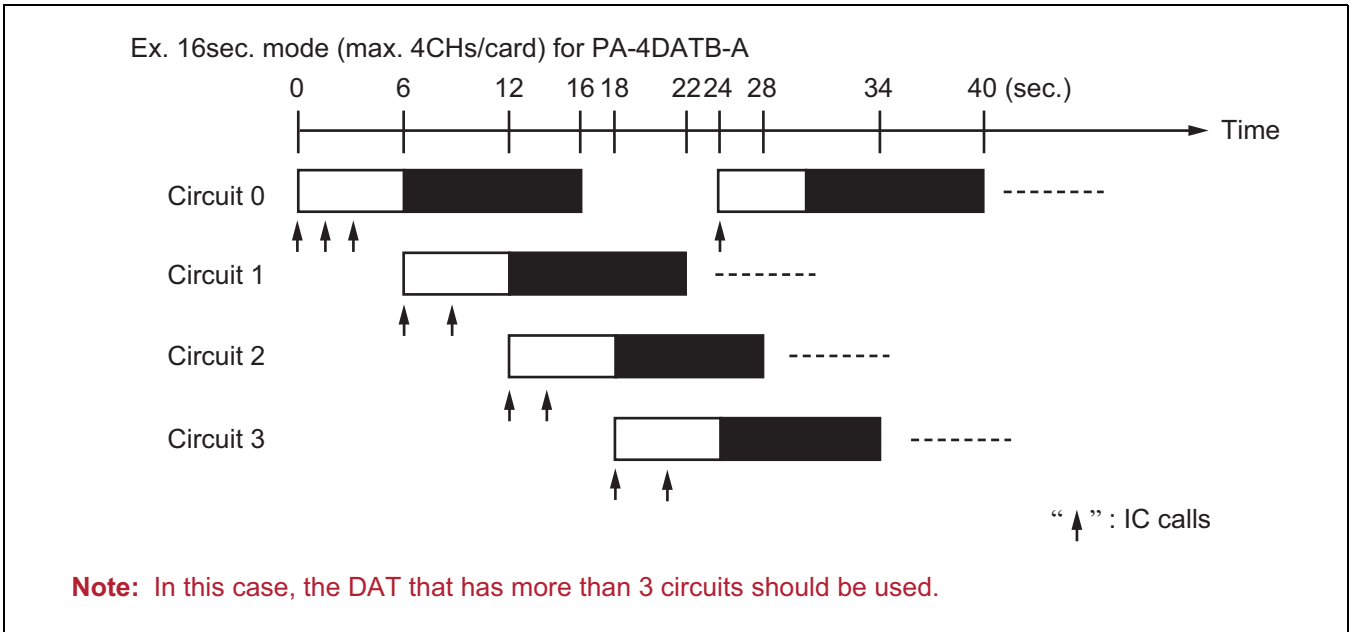 Ex. 16sec. mode (max. 4CHs/card) for PA-4DATB-A
0 6 12 16 18 22 24 28 34 40 (sec.)
Time
Circuit 0
Circuit 1
Circuit 2
Circuit 3
“ ” : IC calls
Note: In this case, the DAT that has more than 3 circuits should be used.